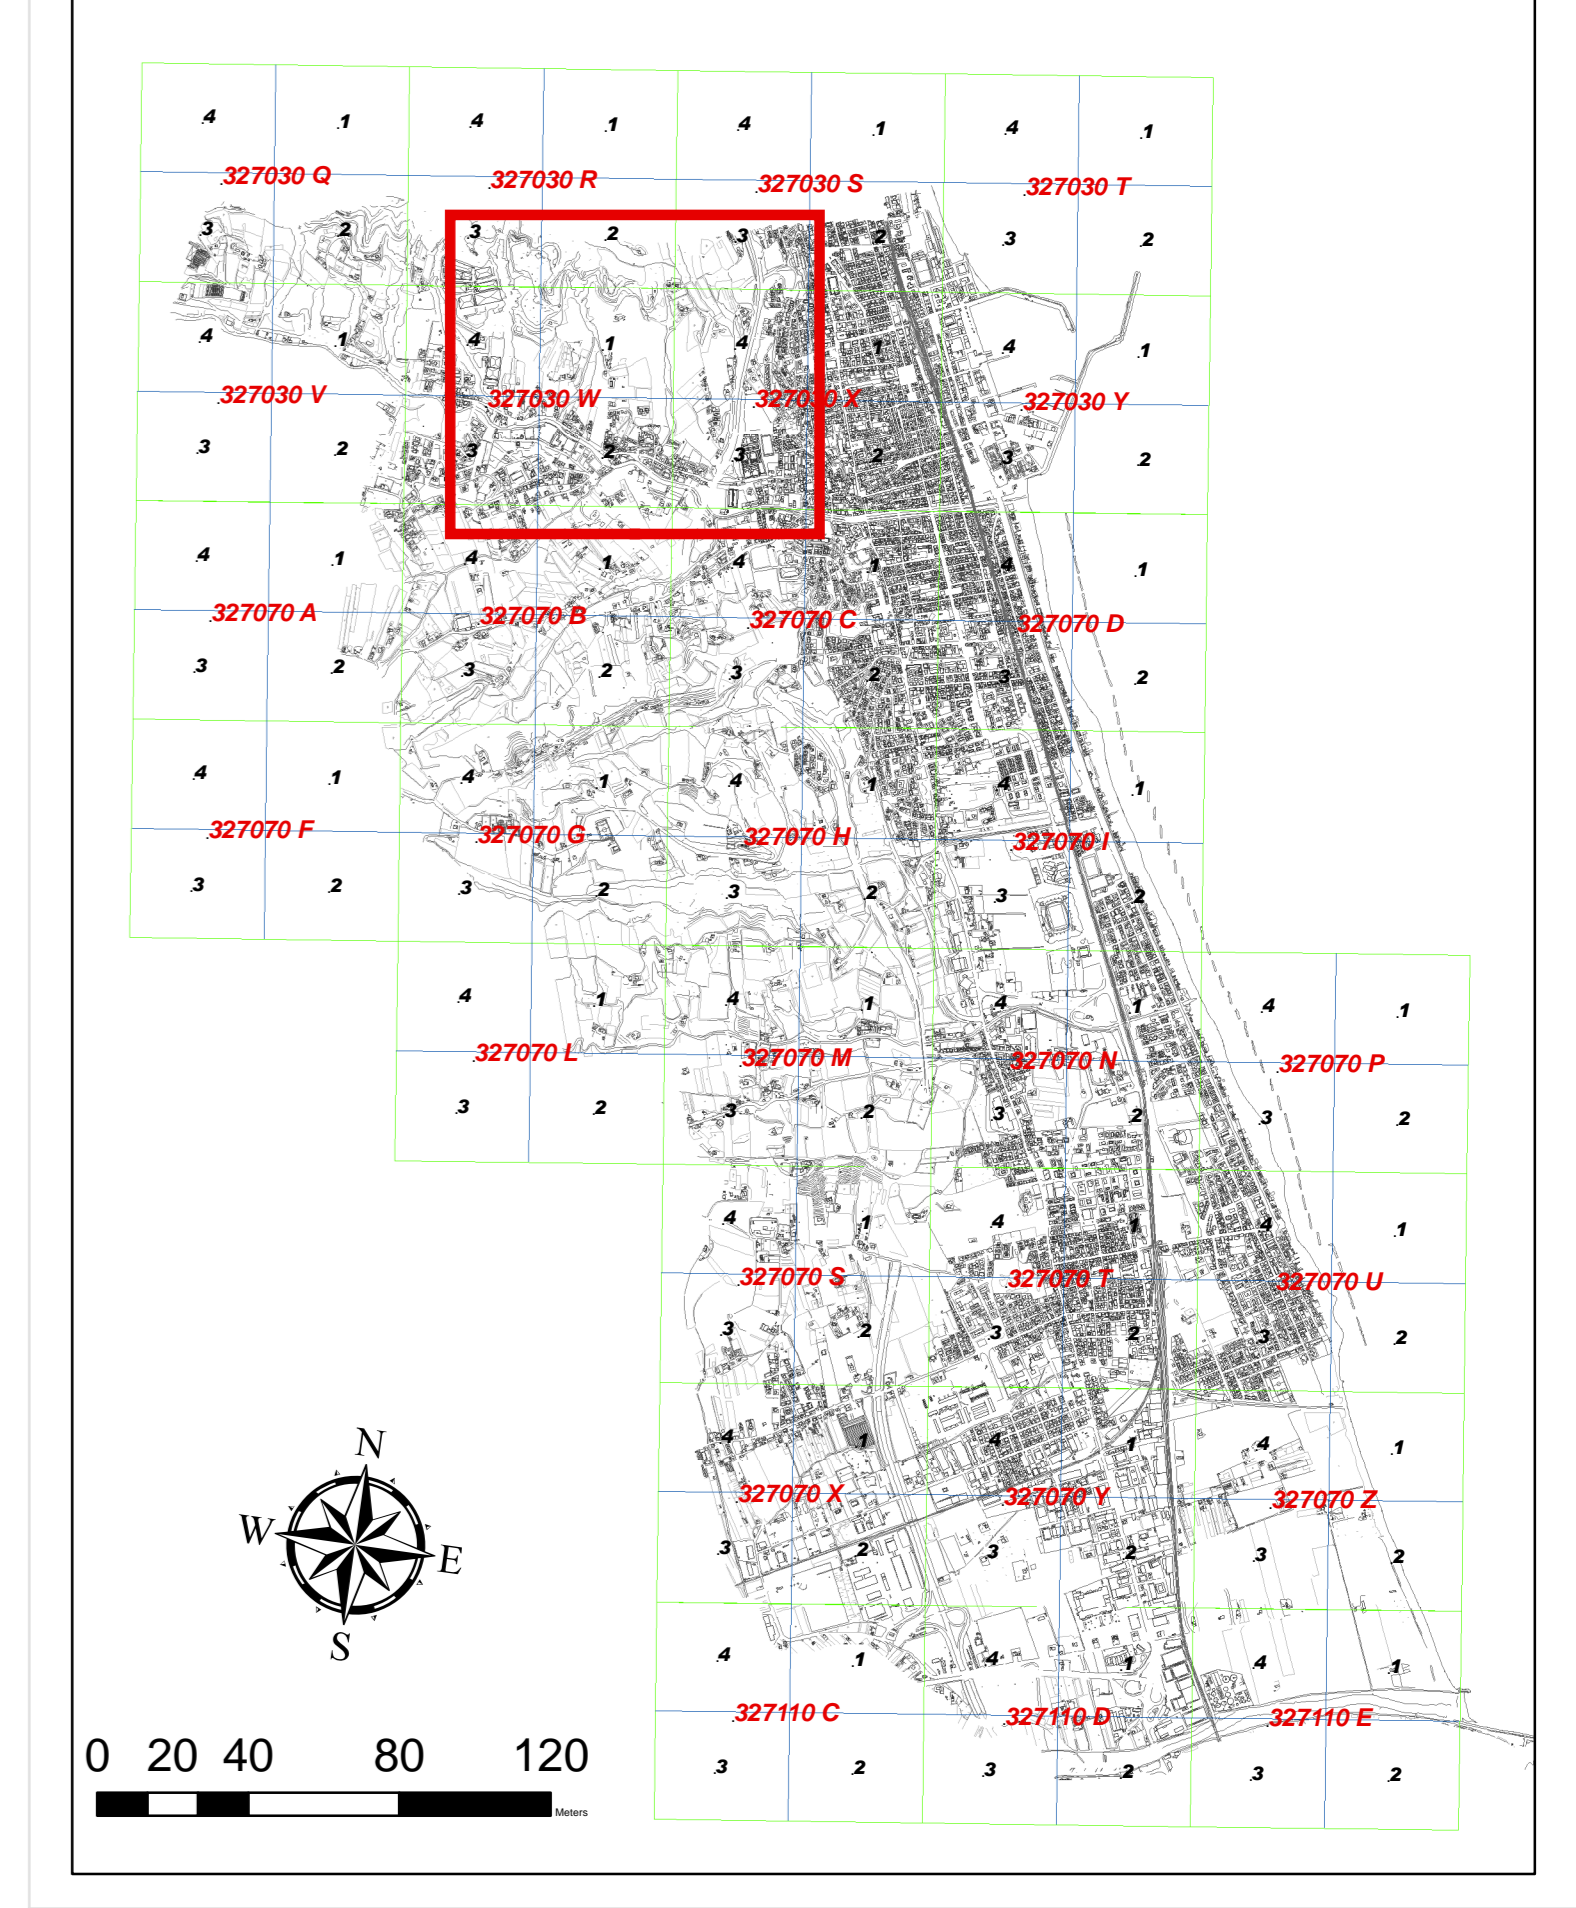 4 1 4 1 4 1 4 1
327030 Q 327030 R 327030 S 327030 T
3 2 3 2 3 2 3 2
4 1 4 1 4 1 4 1
327030 V 327030 W 327030 X 327030 Y
3 2 3 2 3 2 3 2
4 1 4 1 4 1 4 1
327070 A 327070 B 327070 C 327070 D
3 2 3 2 3 2 3 2
4 1 4 1 4 1 4 1
327070 F 327070 G 327070 H 327070 I
3 2 3 2 3 2 3 2
4 1 4 1 4 1 4 1
327070 L 327070 M 327070 N 327070 P
3 2 3 2 3 2 3 2
4 1 4 1 4 1
327070 S 327070 T 327070 U
3 2 3 2 3 2
4 1 4 1 4 1
327070 X 327070 Y 327070 Z
3 2 3 2 3 2
4 1 4 1 4 1
327110 C 327110 D 327110 E
3 2 3 2 3 2
N
W E
S
0 20 40 80 120
Meters